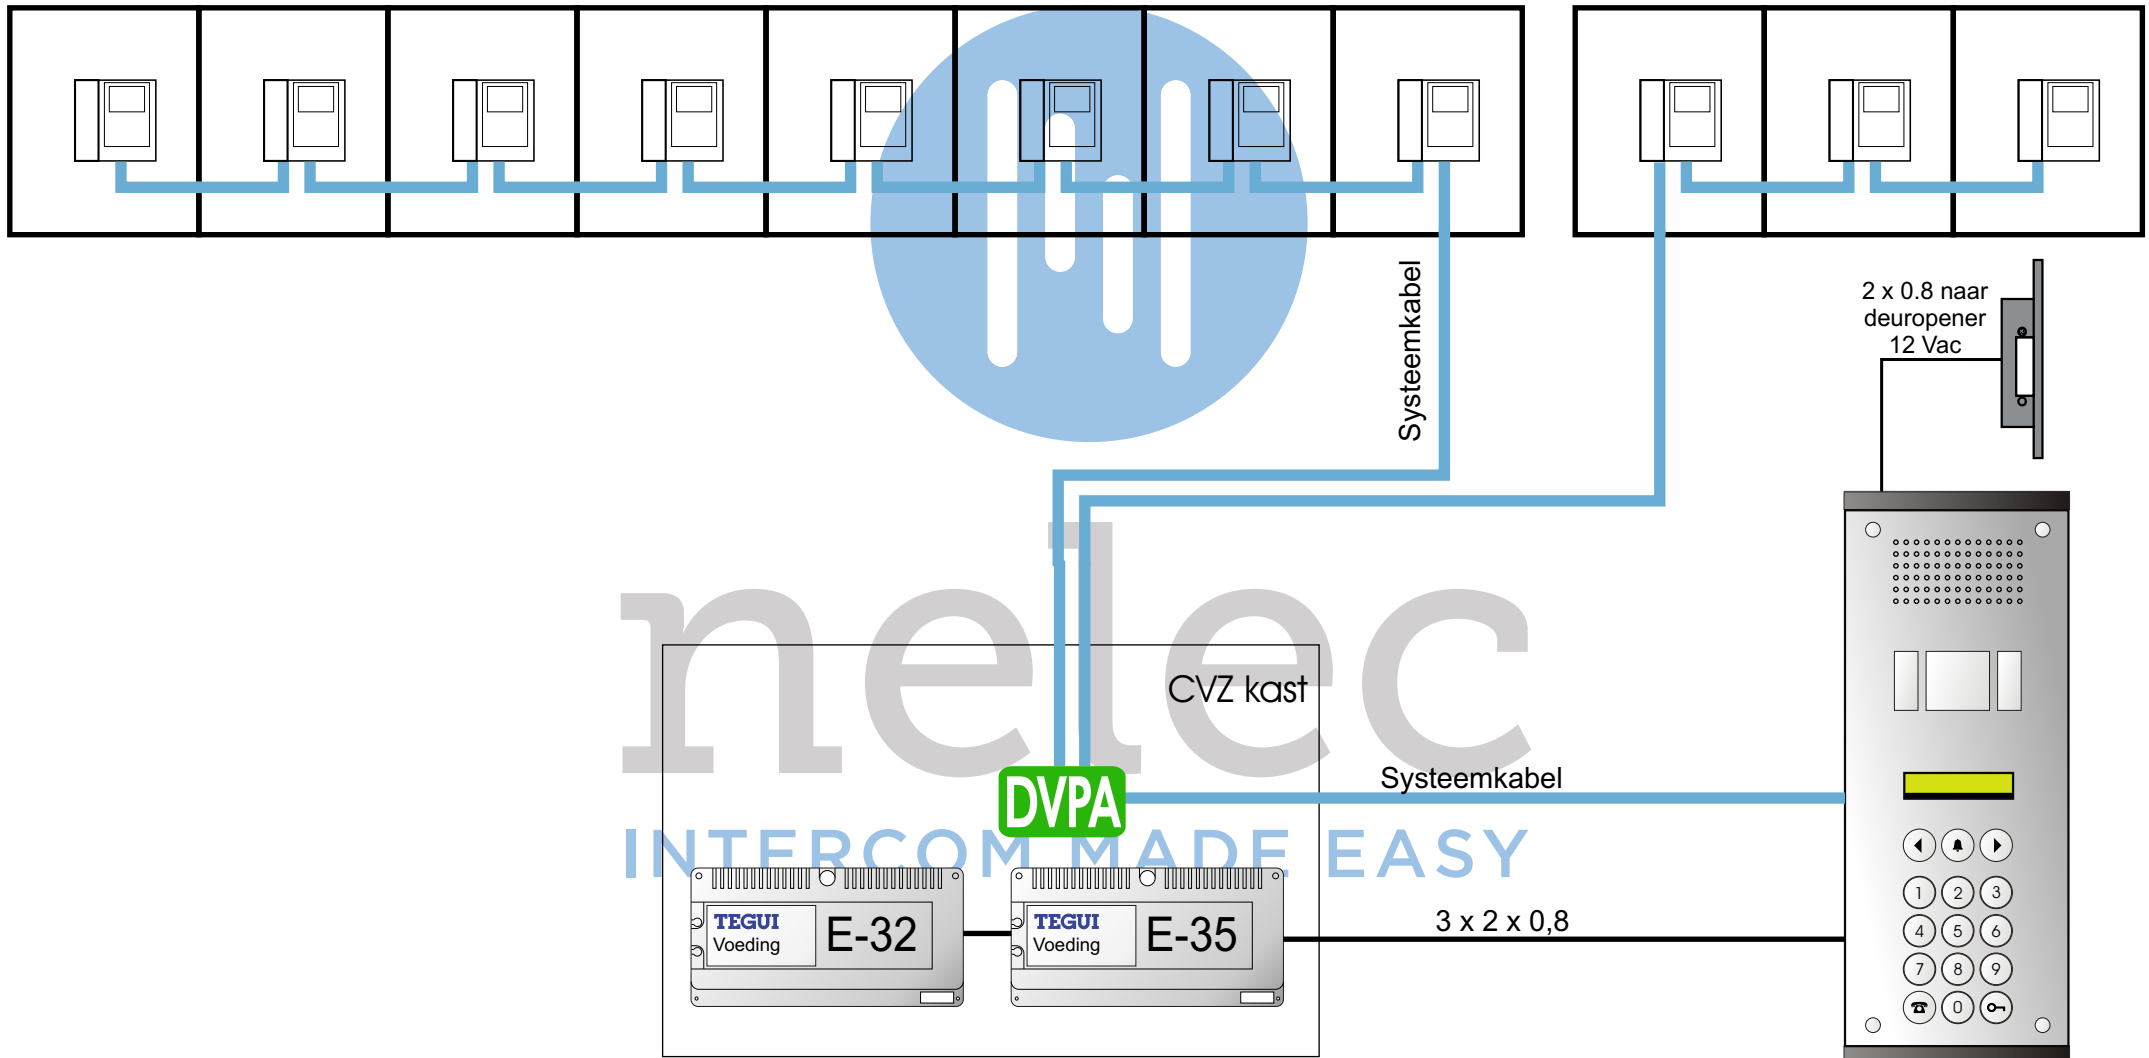 Systeemkabel
2 x 0.8 naar
deuropener
12 Vac
nelec
CVZ kast
DVPA
Systeemkabel
INTERCOM MADE EASY
TEGUI
Voeding
E-32
TEGUI
Voeding
E-35
3 x 2 x 0,8
1 2 3
4 5 6
7 8 9
0